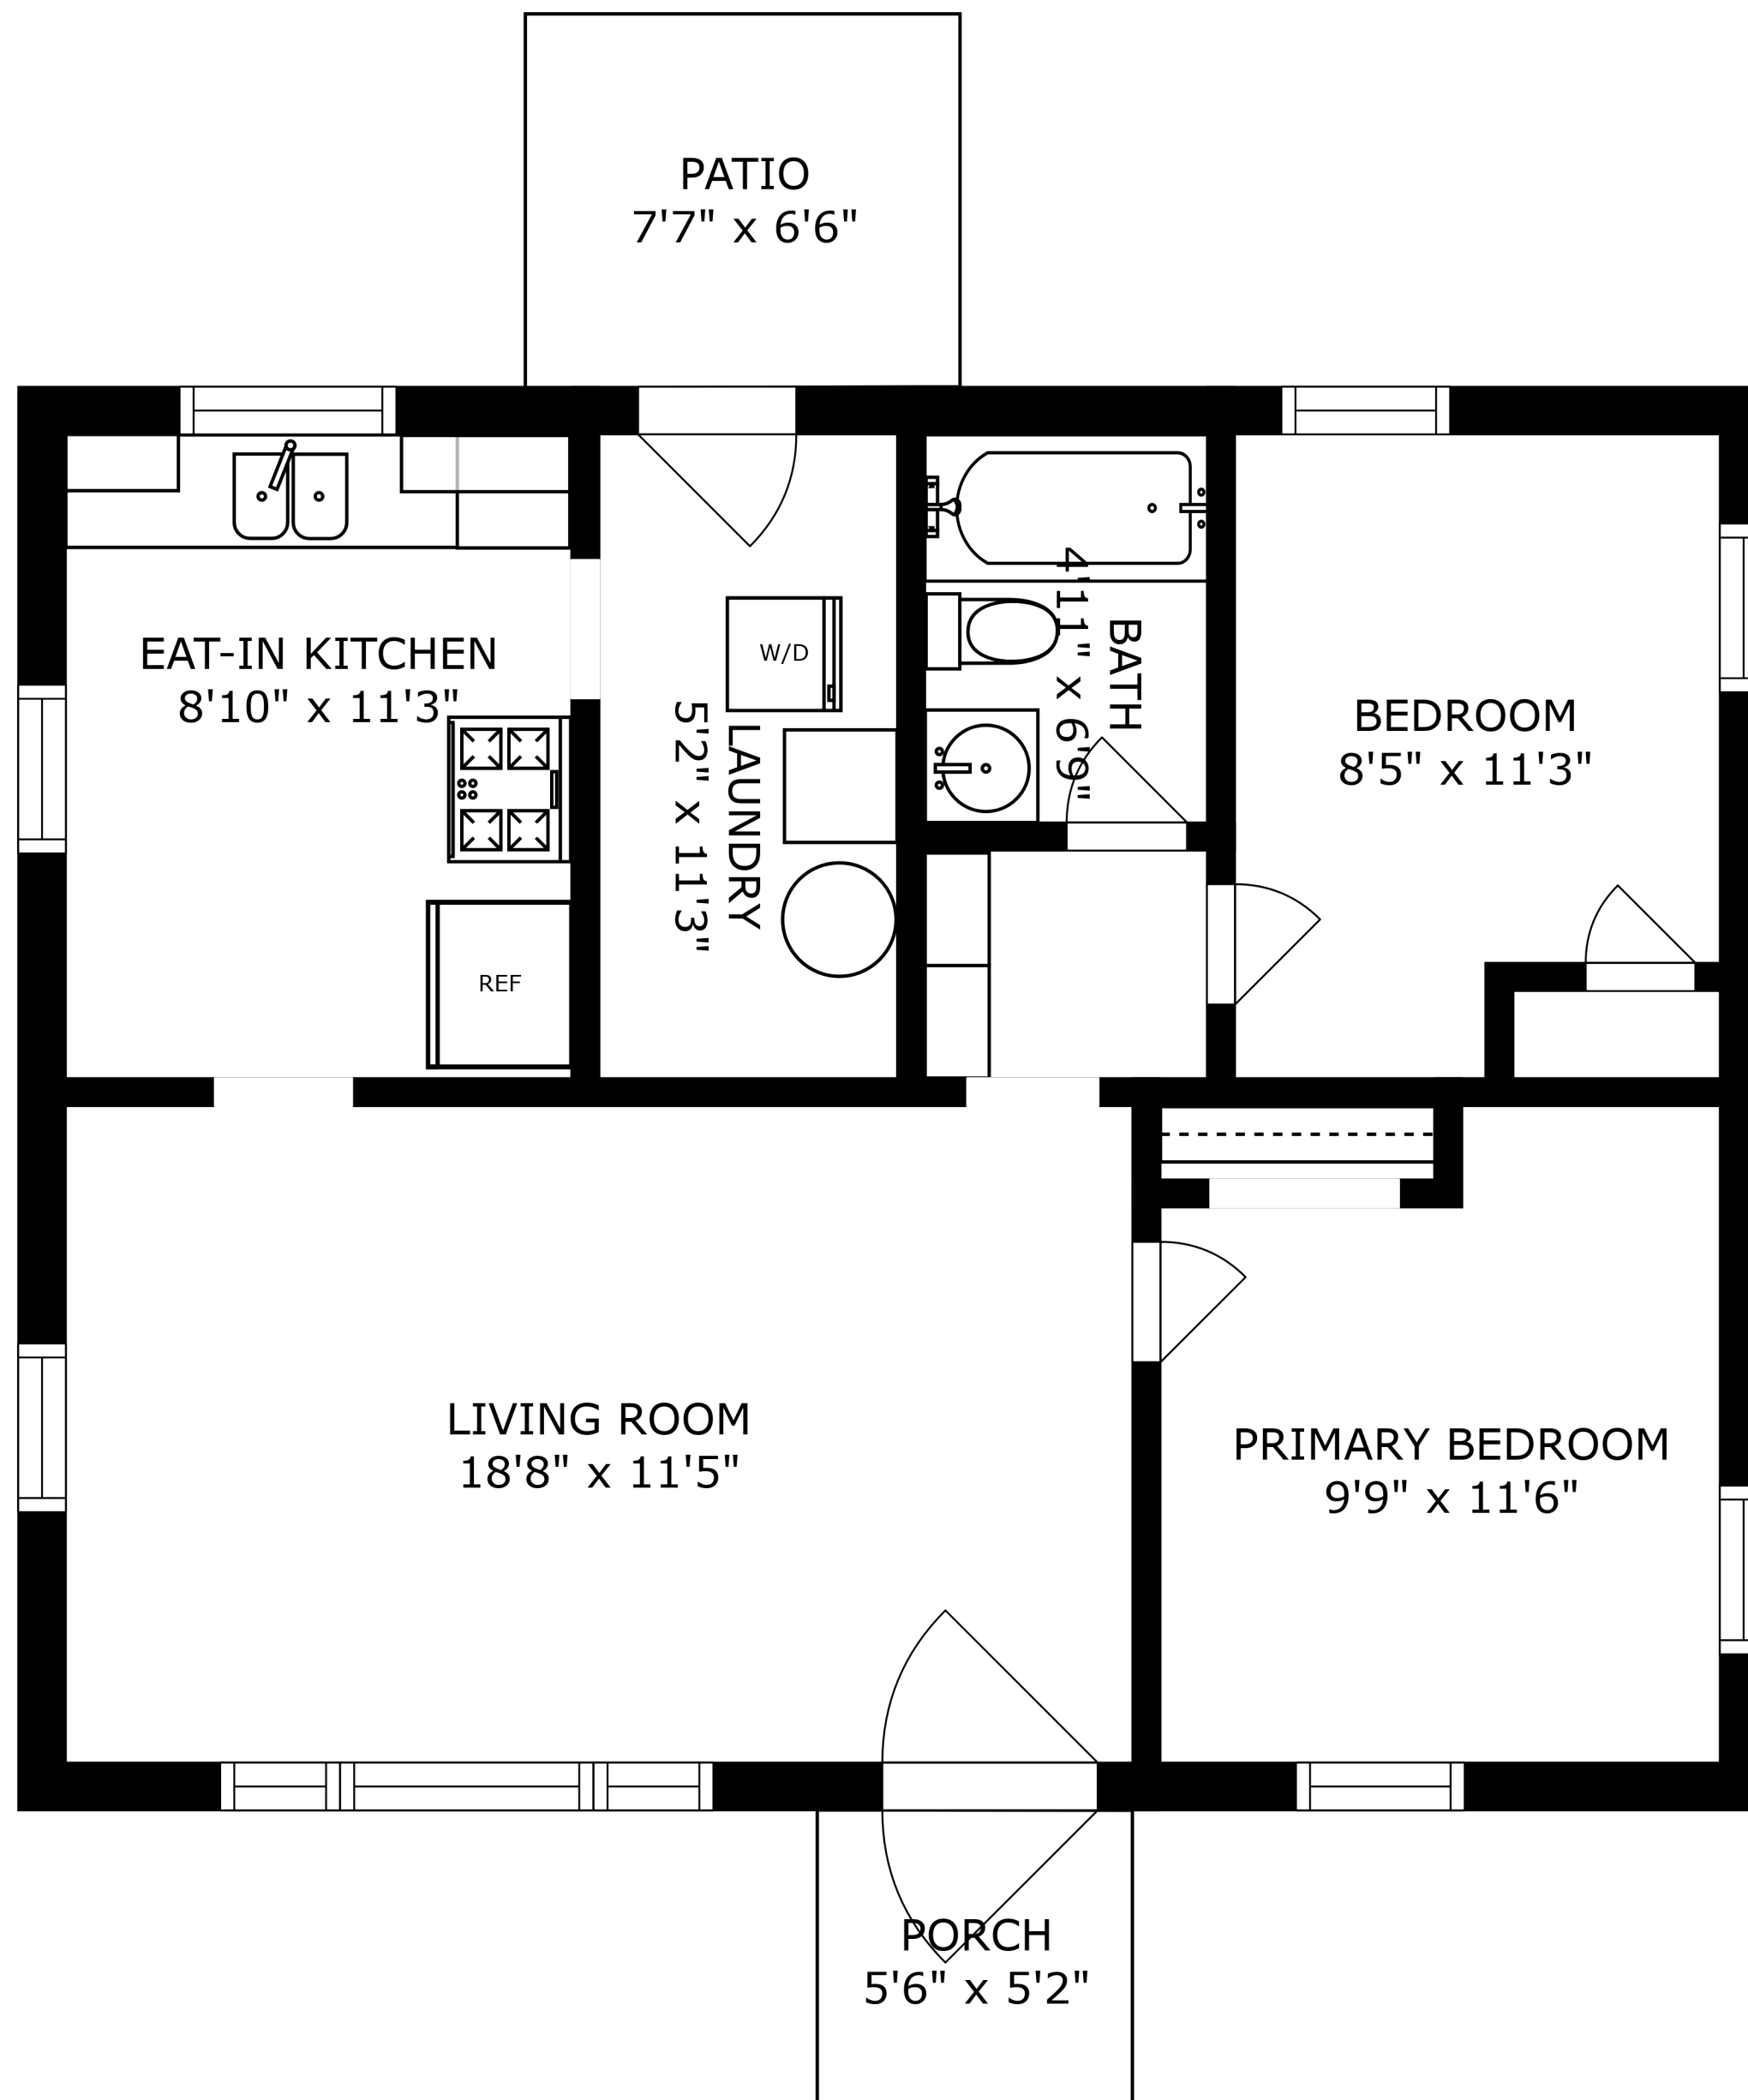 PATIO
7'7" x 6'6"
EAT-IN KITCHEN
8'10" x 11'3"
W/D
LAUNDRY
5'2" x 11'3"
BATH
4'11" x 6'9"
BEDROOM
8'5" x 11'3"
REF
LIVING ROOM
18'8" x 11'5"
PRIMARY BEDROOM
9'9" x 11'6"
PORCH
5'6" x 5'2"